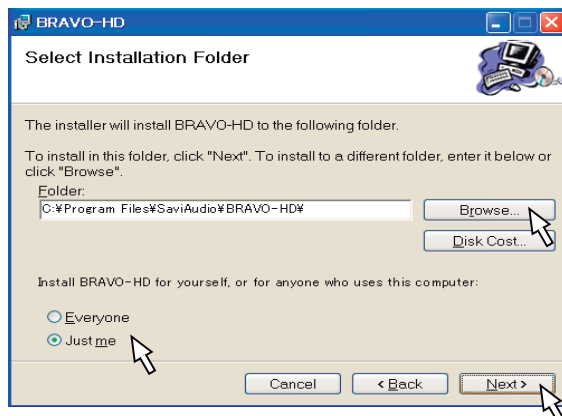 BRAVO-HD
Select Installation Folder
The installer will install BRAVO-HD to the following folder.
To install in this folder, click "Next". To install to a different folder, enter it below or
click "Browse".
Folder:
C:¥Program Files¥SaviAudio¥BRAVO-HD¥
Browse...
Disk Cost...
Install BRAVO-HD for yourself, or for anyone who uses this computer:
Everyone
Just me
Cancel < Back Next >